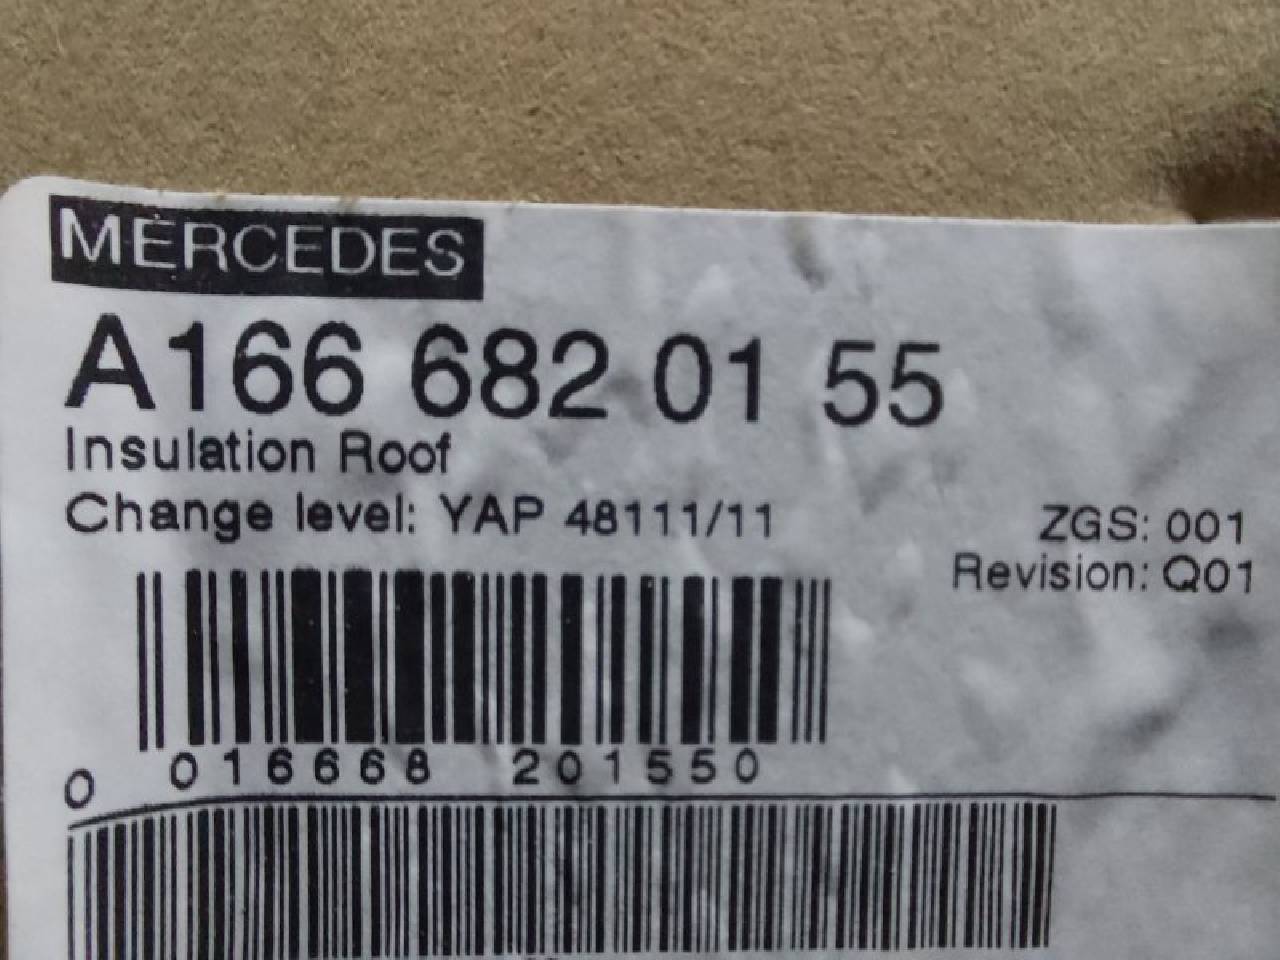 MERCEDES
A166 682 01 55
Insulation Roof
Change level: YAP 48111/11
ZGS: 001
Revision: Q01
0 016668 201550